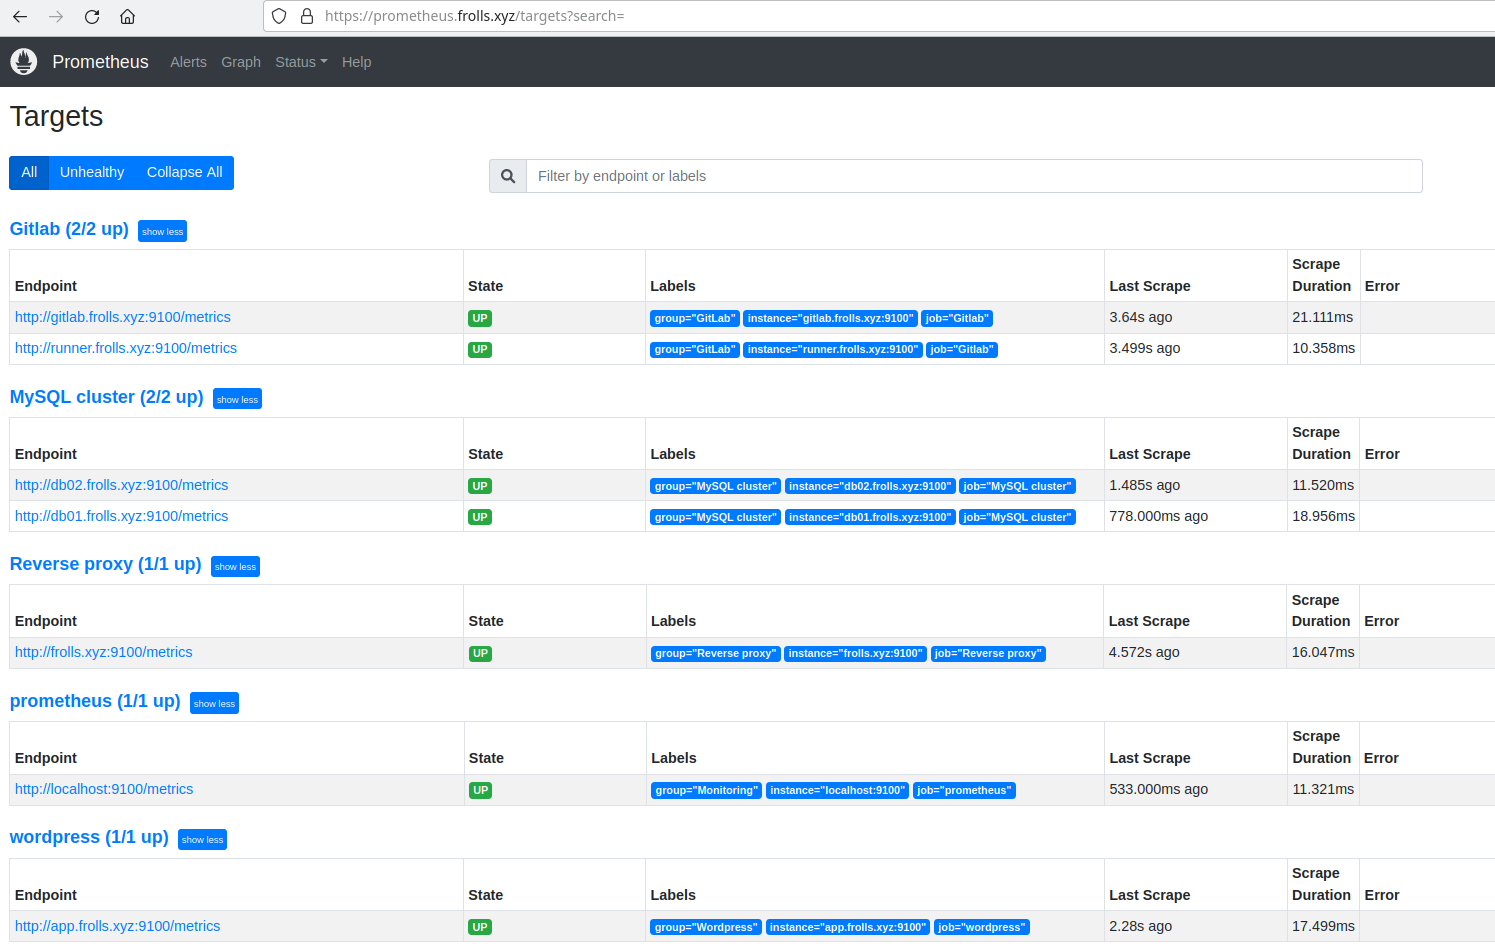 https://prometheus.frolls.xyz/targets?search=
Prometheus Alerts Graph Status Help
Targets
All Unhealthy Collapse All
Filter by endpoint or labels
Gitlab (2/2 up) show less
Endpoint State Labels Last Scrape Scrape Duration Error
http://gitlab.frolls.xyz:9100/metrics UP group="GitLab" instance="gitlab.frolls.xyz:9100" job="Gitlab" 3.64s ago 21.111ms
http://runner.frolls.xyz:9100/metrics UP group="GitLab" instance="runner.frolls.xyz:9100" job="Gitlab" 3.499s ago 10.358ms
MySQL cluster (2/2 up) show less
Endpoint State Labels Last Scrape Scrape Duration Error
http://db02.frolls.xyz:9100/metrics UP group="MySQL cluster" instance="db02.frolls.xyz:9100" job="MySQL cluster" 1.485s ago 11.520ms
http://db01.frolls.xyz:9100/metrics UP group="MySQL cluster" instance="db01.frolls.xyz:9100" job="MySQL cluster" 778.000ms ago 18.956ms
Reverse proxy (1/1 up) show less
Endpoint State Labels Last Scrape Scrape Duration Error
http://frolls.xyz:9100/metrics UP group="Reverse proxy" instance="frolls.xyz:9100" job="Reverse proxy" 4.572s ago 16.047ms
prometheus (1/1 up) show less
Endpoint State Labels Last Scrape Scrape Duration Error
http://localhost:9100/metrics UP group="Monitoring" instance="localhost:9100" job="prometheus" 533.000ms ago 11.321ms
wordpress (1/1 up) show less
Endpoint State Labels Last Scrape Scrape Duration Error
http://app.frolls.xyz:9100/metrics UP group="Wordpress" instance="app.frolls.xyz:9100" job="wordpress" 2.28s ago 17.499ms